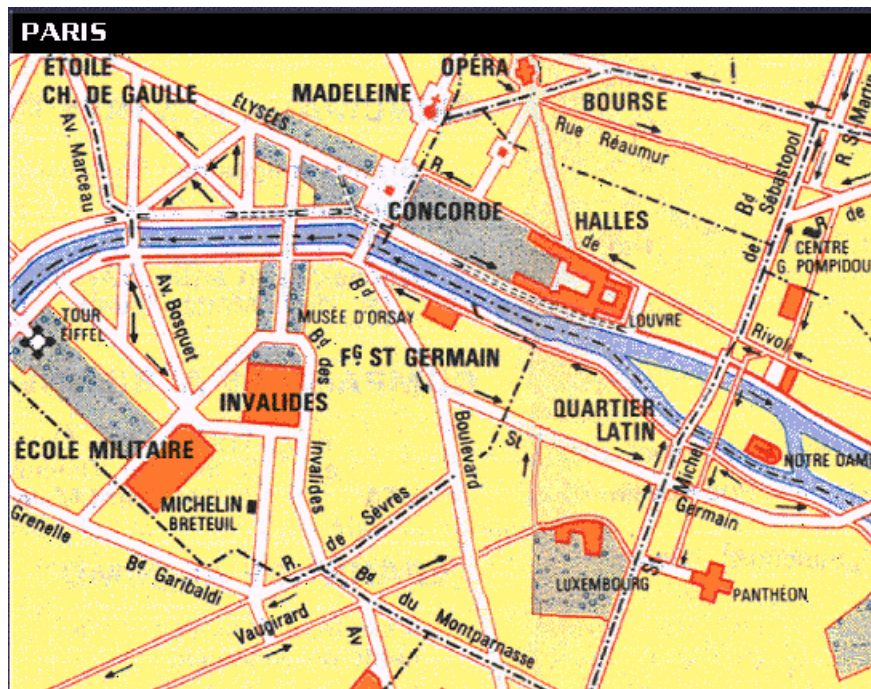 PARIS
ÉTOILE
CH. DE GAULLE
ÉLYSÉES
MADELEINE
OPÉRA
BOURSE
Rue Réaumur
Bd de Sébastopol
R. St Martin
Av. Marceau
R.
de
R. de
CONCORDE
HALLES
CENTRE
G. POMPIDOU
TOUR
EIFFEL
Av. Bosquet
MUSÉE D'ORSAY
LOUVRE
Rivoli
Bd des
Invalides
Bd
FG ST GERMAIN
INVALIDES
QUARTIER
LATIN
ÉCOLE MILITAIRE
Boulevard
St
Germain
Michel
St
NOTRE DAME
MICHELIN
BRETEUIL
Grenelle
Bd Garibaldi
R. de Sèvres
LUXEMBOURG
PANTHÉON
Vaugirard
Bd du Montparnasse
Av